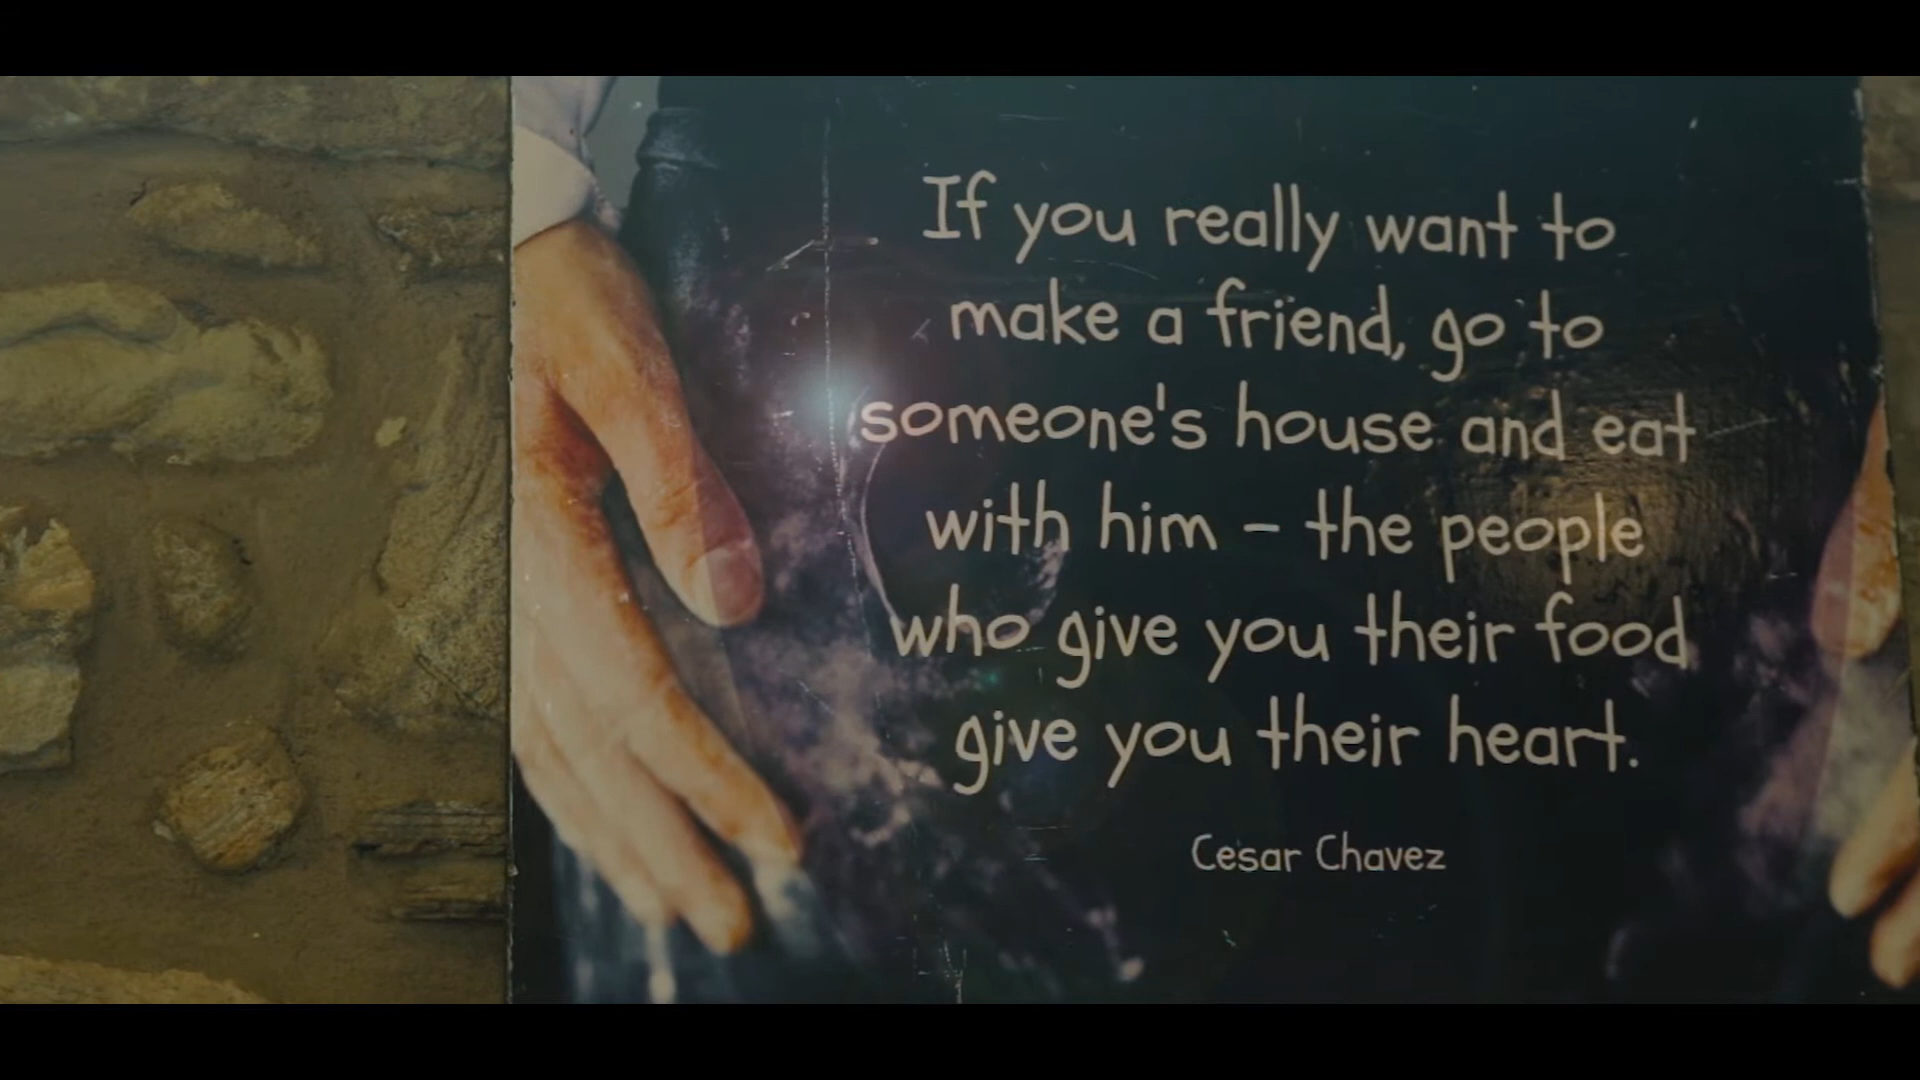 If you really want to
make a friend, go to
someone's house and eat
with him – the people
who give you their food
give you their heart.
Cesar Chavez